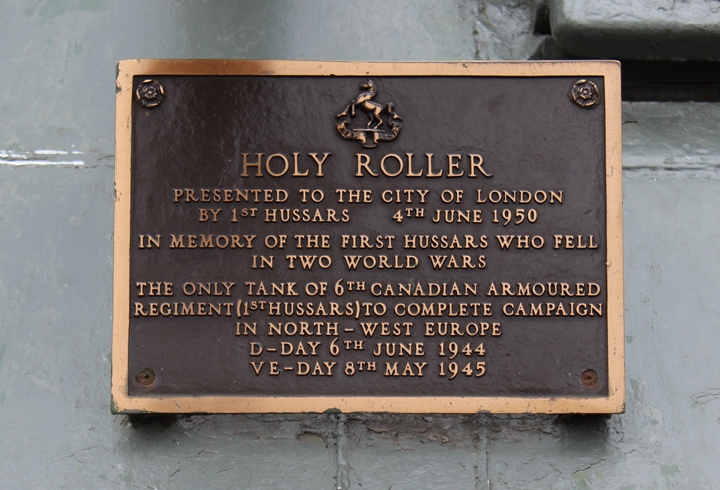 HOLY ROLLER
PRESENTED TO THE CITY OF LONDON
BY 1ST HUSSARS 4TH JUNE 1950
IN MEMORY OF THE FIRST HUSSARS WHO FELL
IN TWO WORLD WARS
THE ONLY TANK OF 6TH CANADIAN ARMOURED
REGIMENT(1ST HUSSARS)TO COMPLETE CAMPAIGN
IN NORTH-WEST EUROPE
D-DAY 6TH JUNE 1944
VE-DAY 8TH MAY 1945